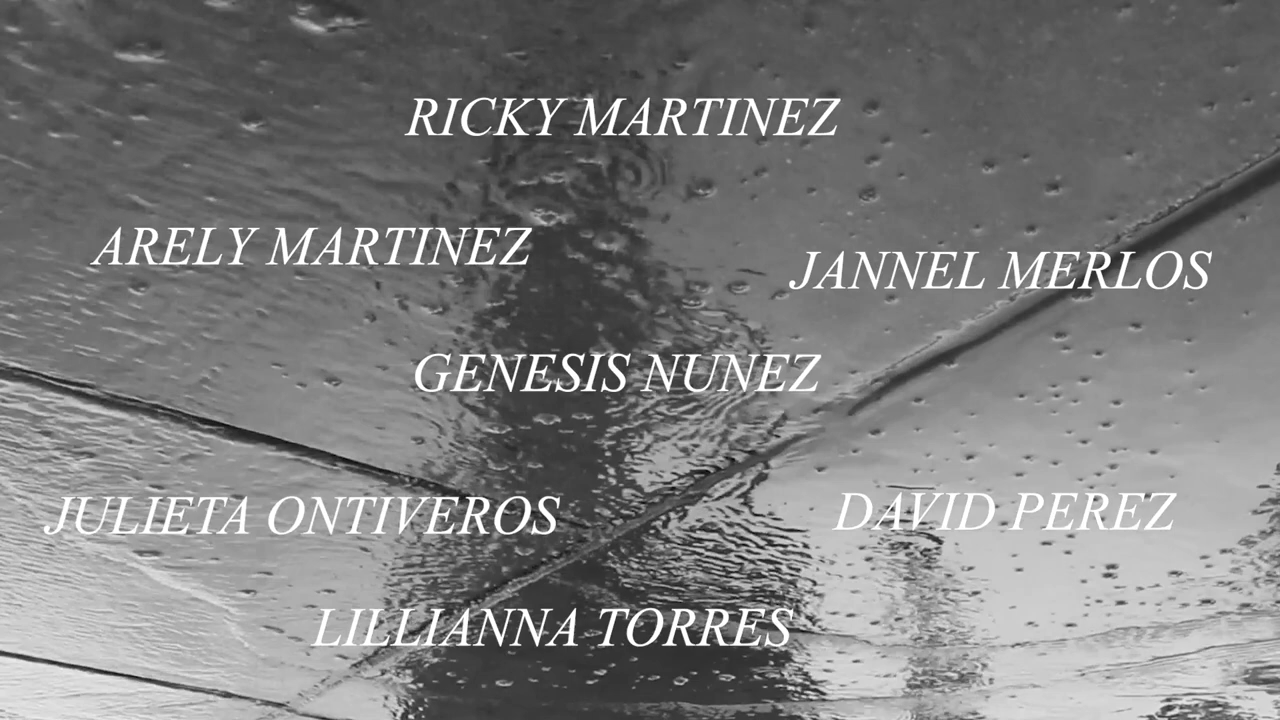 RICKY MARTINEZ
ARELY MARTINEZ
JANNEL MERLOS
GENESIS NUNEZ
JULIETA ONTIVEROS
DAVID PEREZ
LILLIANNA TORRES